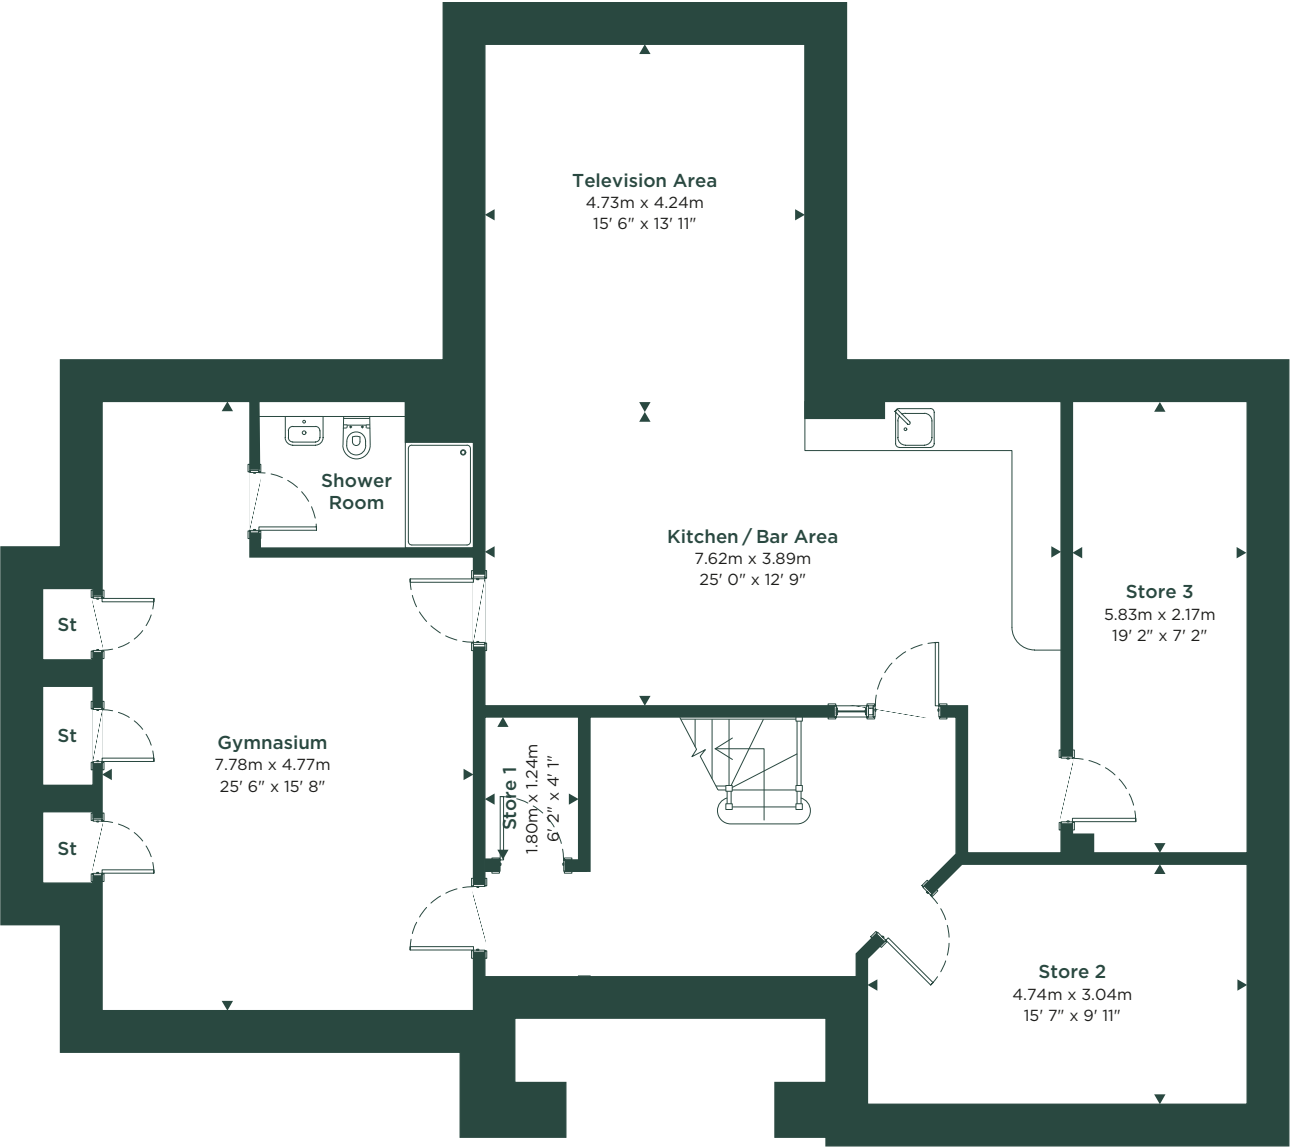 Television Area
4.73m x 4.24m
15' 6" x 13' 11"
Shower
Room
Kitchen / Bar Area
7.62m x 3.89m
25' 0" x 12' 9"
Store 3
5.83m x 2.17m
19' 2" x 7' 2"
St
St
St
Gymnasium
7.78m x 4.77m
25' 6" x 15' 8"
Store 1
1.80m x 1.24m
6' 2" x 4' 1"
Store 2
4.74m x 3.04m
15' 7" x 9' 11"